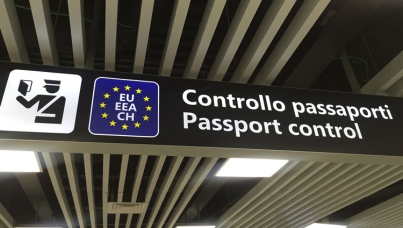 EU
EEA
CH
Controllo passaporti
Passport control